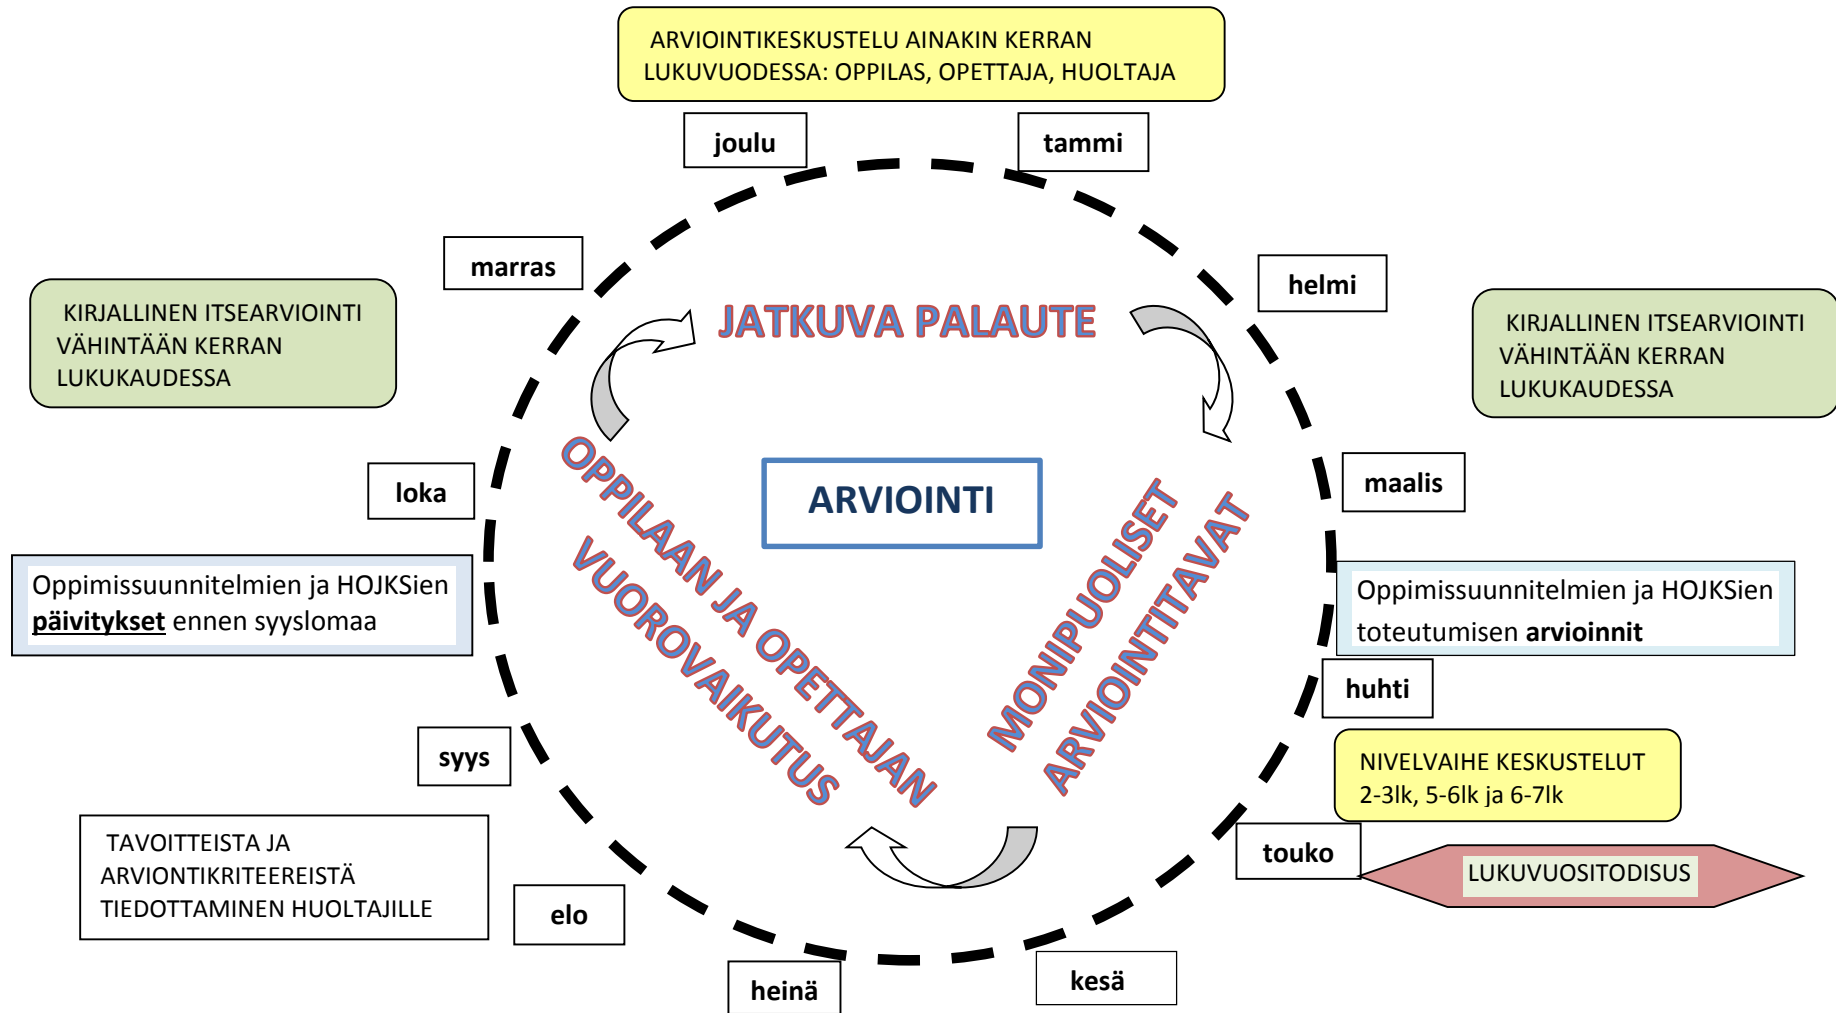 ARVIOINTIKESKUSTELU AINAKIN KERRAN
LUKUVUODESSA: OPPILAS, OPETTAJA, HUOLTAJA
joulu
tammi
marras
helmi
KIRJALLINEN ITSEARVIOINTI
VÄHINTÄÄN KERRAN
LUKUKAUDESSA
JATKUVA PALAUTE
KIRJALLINEN ITSEARVIOINTI
VÄHINTÄÄN KERRAN
LUKUKAUDESSA
loka
ARVIOINTI
maalis
OPPILAAN JA OPETTAJAN
VUOROVAIKUTUS
MONIPUOLISET
ARVIOINTITAVAT
Oppimissuunnitelmien ja HOJKSien
päivitykset ennen syyslomaa
Oppimissuunnitelmien ja HOJKSien
toteutumisen arvioinnit
huhti
syys
NIVELVAIHE KESKUSTELUT
2-3lk, 5-6lk ja 6-7lk
TAVOITTEISTA JA
ARVIONTIKRITEEREISTÄ
TIEDOTTAMINEN HUOLTAJILLE
touko
LUKUVUOSITODISUS
elo
heinä
kesä